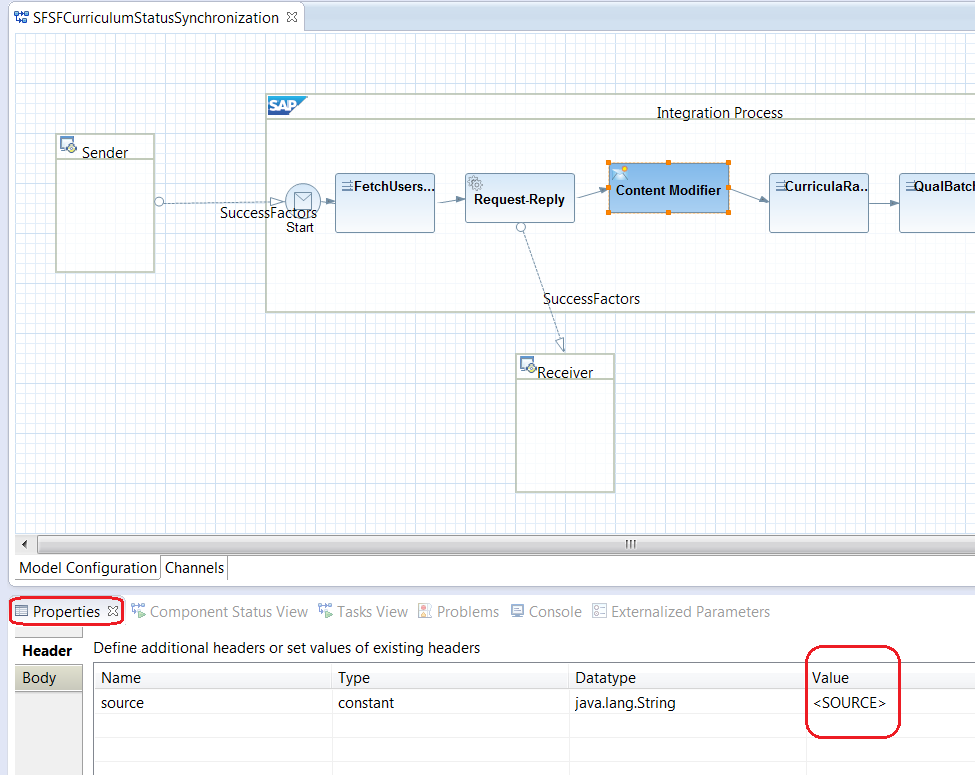 SFSFCurriculumStatusSynchronization
SAP
Integration Process
Sender
FetchUsers...
Request-Reply
Content Modifier
CurriculaRa..
QualBatch
SuccessFactors
Start
SuccessFactors
Receiver
Model Configuration Channels
Properties Component Status View Tasks View Problems Console Externalized Parameters
Header Define additional headers or set values of existing headers
Body Name Type Datatype Value
source constant java.lang.String <SOURCE>